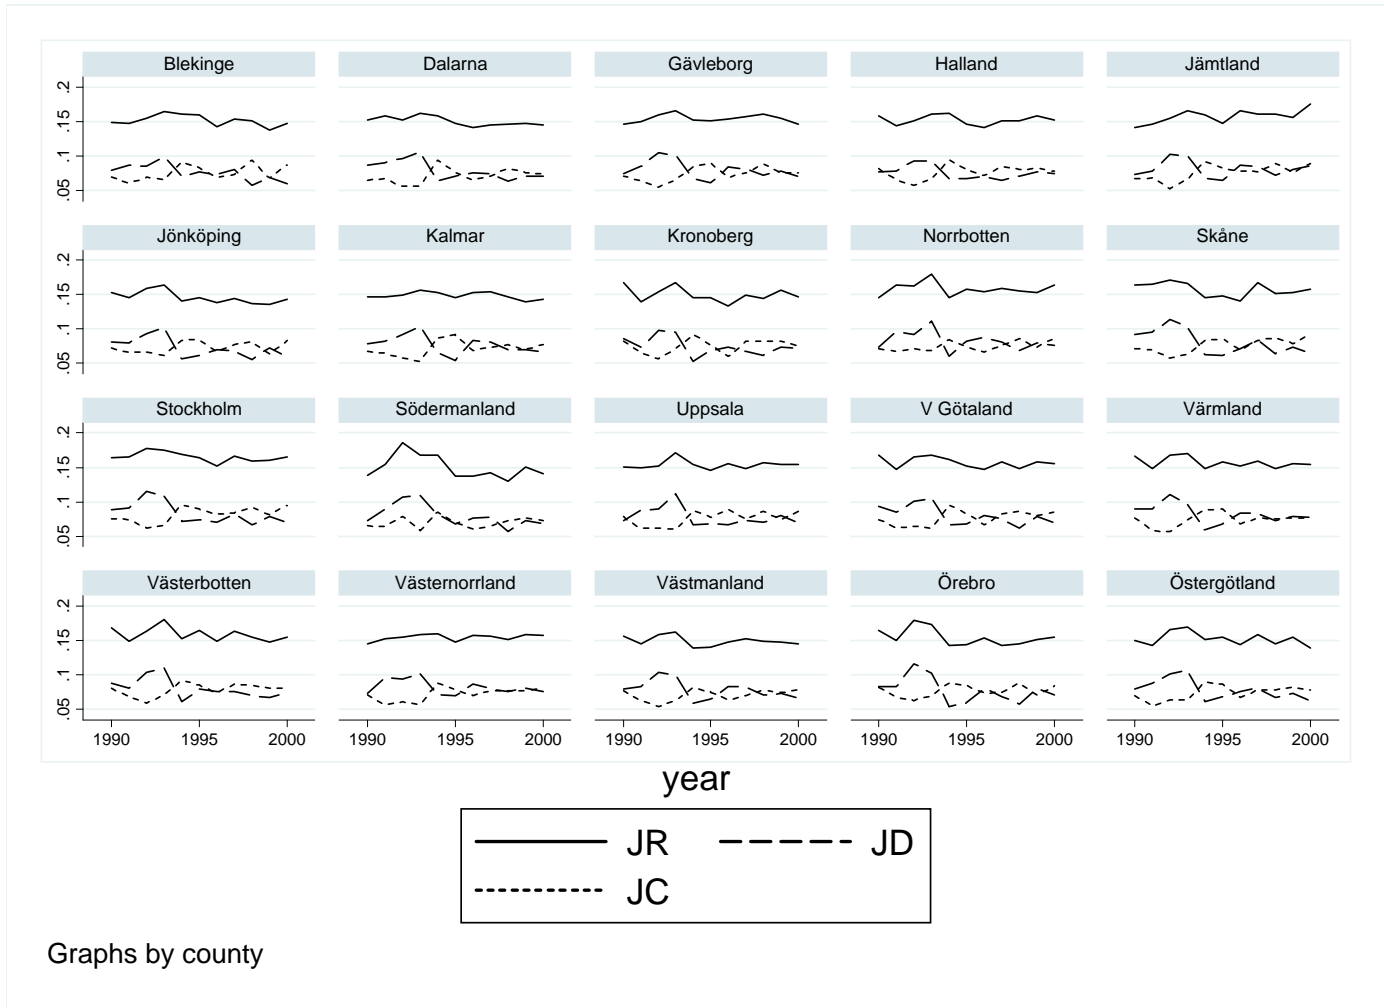 Blekinge Dalarna Gävleborg Halland Jämtland
.2
.15
.1
.05
Jönköping Kalmar Kronoberg Norrbotten Skåne
.2
.15
.1
.05
Stockholm Södermanland Uppsala V Götaland Värmland
.2
.15
.1
.05
Västerbotten Västernorrland Västmanland Örebro Östergötland
.2
.15
.1
.05
1990 1995 2000 1990 1995 2000 1990 1995 2000 1990 1995 2000 1990 1995 2000
year
JR JD
JC
Graphs by county